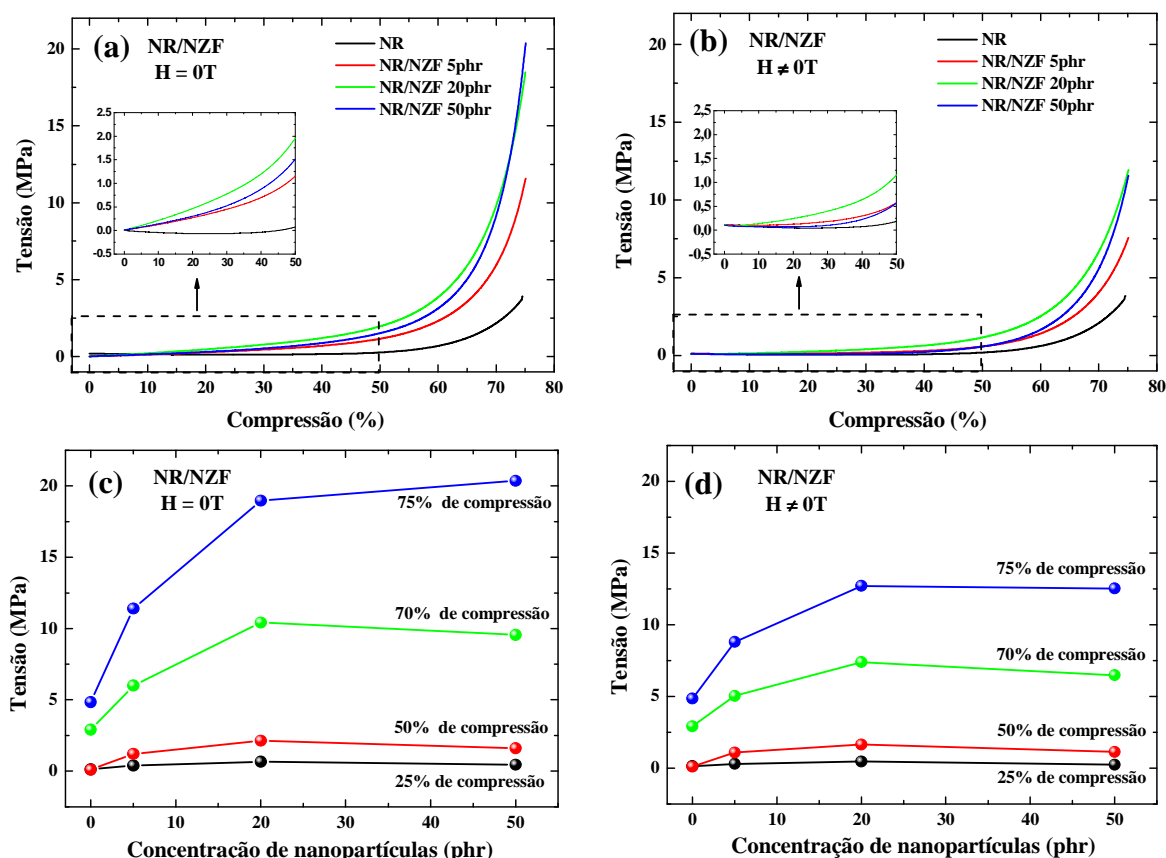 (a)
NR/NZF
H = 0T
NR
NR/NZF 5phr
NR/NZF 20phr
NR/NZF 50phr
20
15
10
5
0
Tensão (MPa)
2.5
2.0
1.5
1.0
0.5
0.0
-0.5
0 10 20 30 40 50
0 10 20 30 40 50 60 70 80
Compressão (%)
(b)
NR/NZF
H ≠ 0T
NR
NR/NZF 5phr
NR/NZF 20phr
NR/NZF 50phr
20
15
10
5
0
Tensão (MPa)
2,5
2,0
1,5
1,0
0,5
0,0
-0,5
0 10 20 30 40 50
0 10 20 30 40 50 60 70 80
Compressão (%)
(c)
NR/NZF
H = 0T
75% de compressão
70% de compressão
50% de compressão
25% de compressão
20
15
10
5
0
Tensão (MPa)
0 10 20 30 40 50
Concentração de nanopartículas (phr)
(d)
NR/NZF
H ≠ 0T
75% de compressão
70% de compressão
50% de compressão
25% de compressão
20
15
10
5
0
Tensão (MPa)
0 10 20 30 40 50
Concentração de nanopartículas (phr)